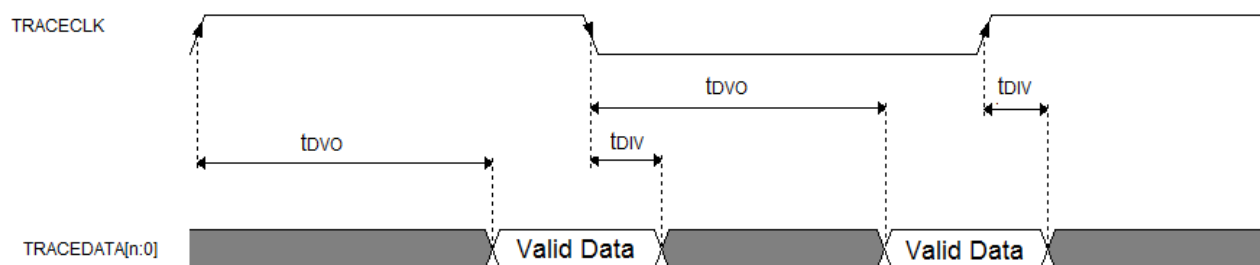 TRACECLK
tDVO
tDIV
tDVO
tDIV
TRACEDATA[n:0]
Valid Data
Valid Data